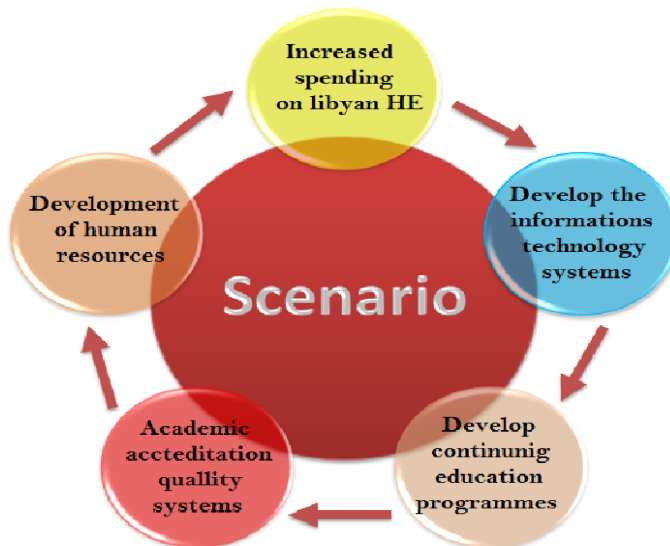 Increased
spending
on libyan HE
Develop the
informations
technology
systems
Develop
continunig
education
programmes
Academic
accteditation
quallity
systems
Development
of human
resources
Scenario